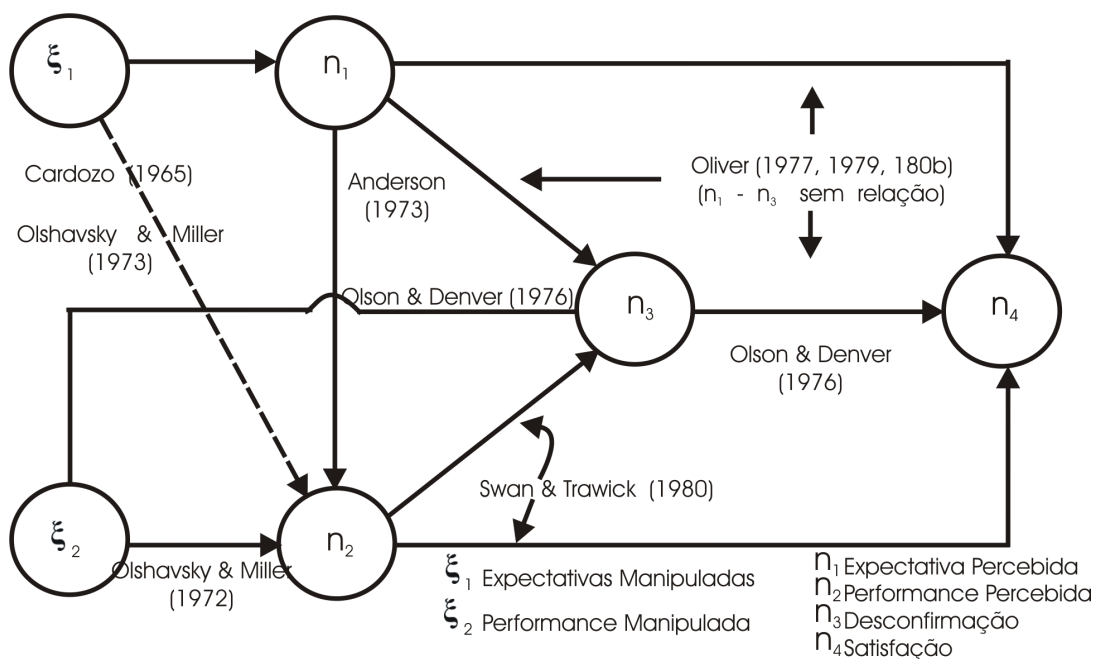 ξ1
n1
Cardozo (1965)
Anderson
(1973)
Oliver (1977, 1979, 180b)
(n1 - n3 sem relação)
Olshavsky & Miller
(1973)
Olson & Denver (1976)
n3
n4
Olson & Denver
(1976)
Swan & Trawick (1980)
ξ2
n2
Olshavsky & Miller
(1972)
ξ1 Expectativas Manipuladas
ξ2 Performance Manipulada
n1 Expectativa Percebida
n2 Performance Percebida
n3 Desconfirmação
n4 Satisfação